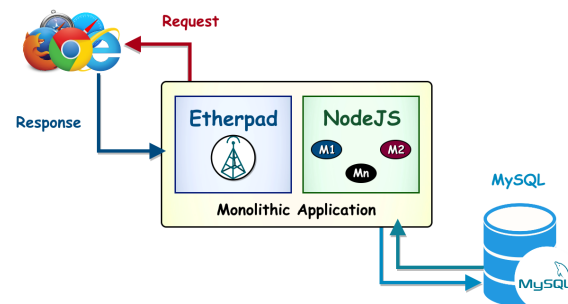 Request
Response
Etherpad
NodeJS
M1
M2
Mn
Monolithic Application
MySQL
MySQL